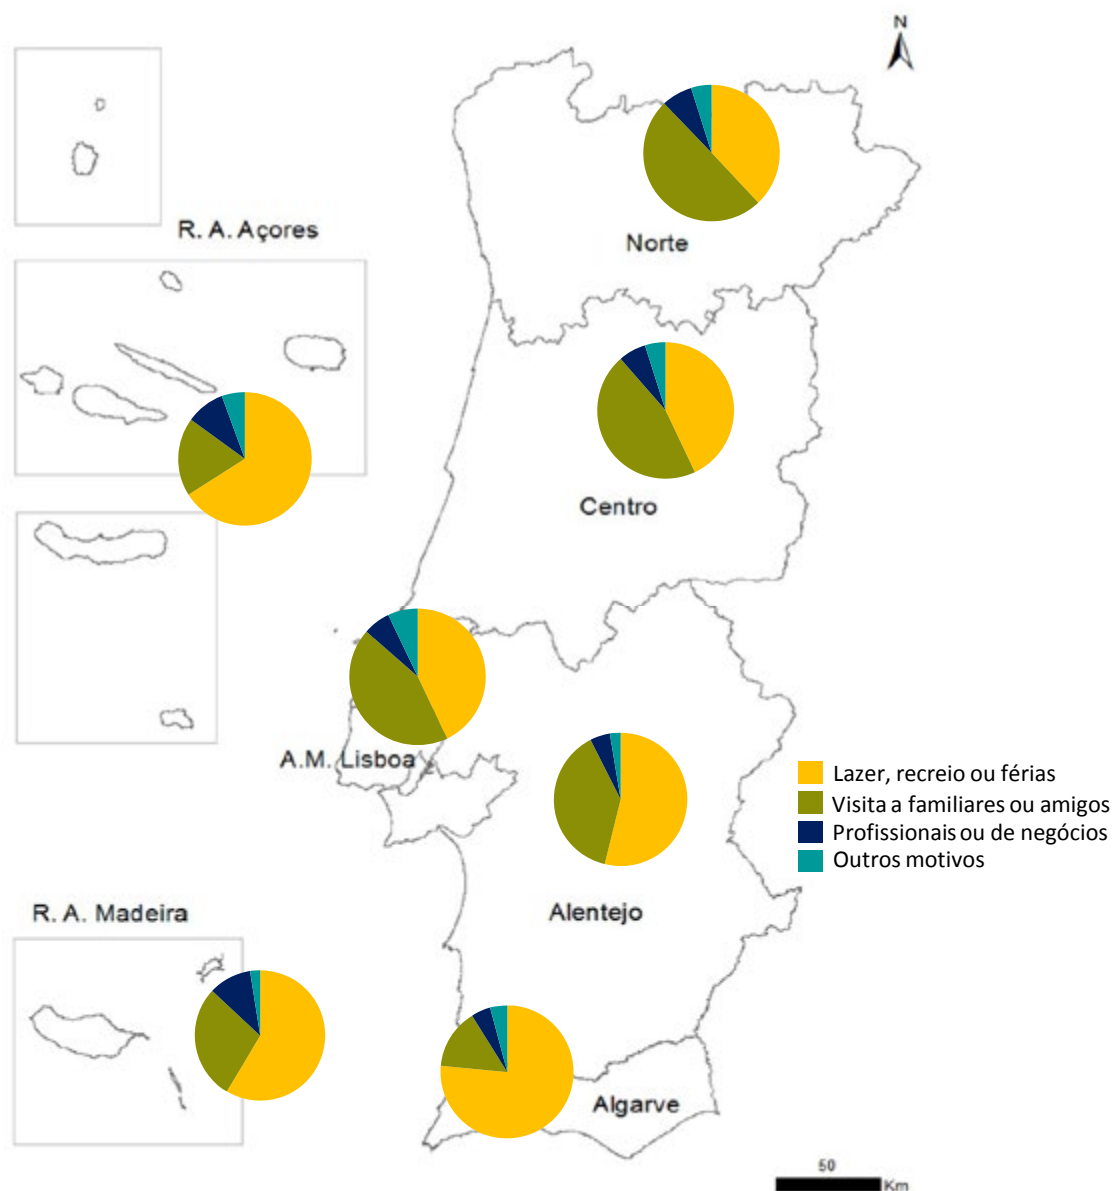 N
R. A. Açores
Norte
Centro
A.M. Lisboa
Lazer, recreio ou férias
Visita a familiares ou amigos
Profissionais ou de negócios
Outros motivos
R. A. Madeira
Alentejo
Algarve
50
Km